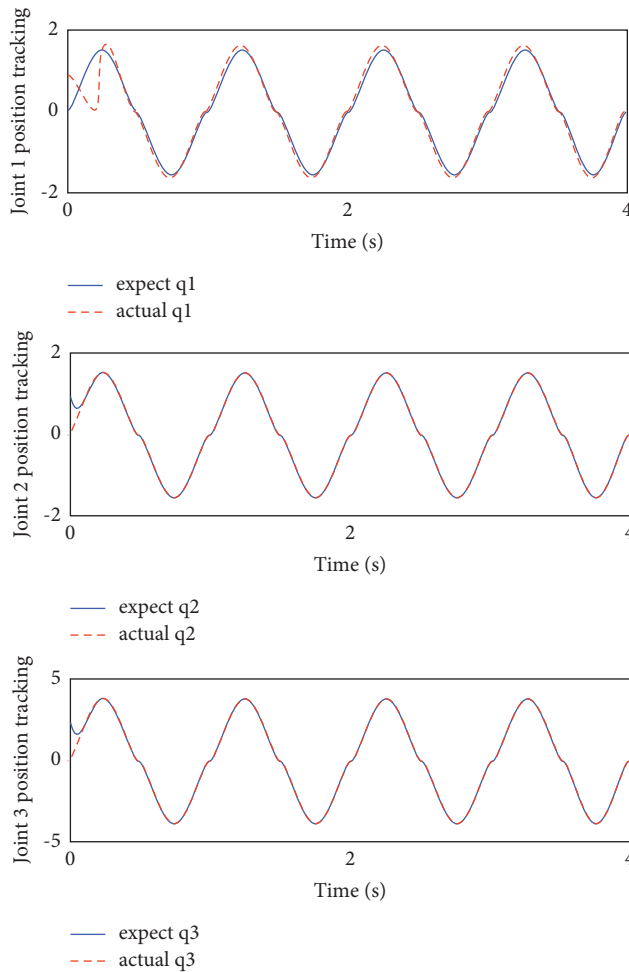 Joint 1 position tracking
2
0
-2
0
2
4
Time (s)
expect q1
actual q1
Joint 2 position tracking
2
0
-2
0
2
4
Time (s)
expect q2
actual q2
Joint 3 position tracking
5
0
-5
0
2
4
Time (s)
expect q3
actual q3